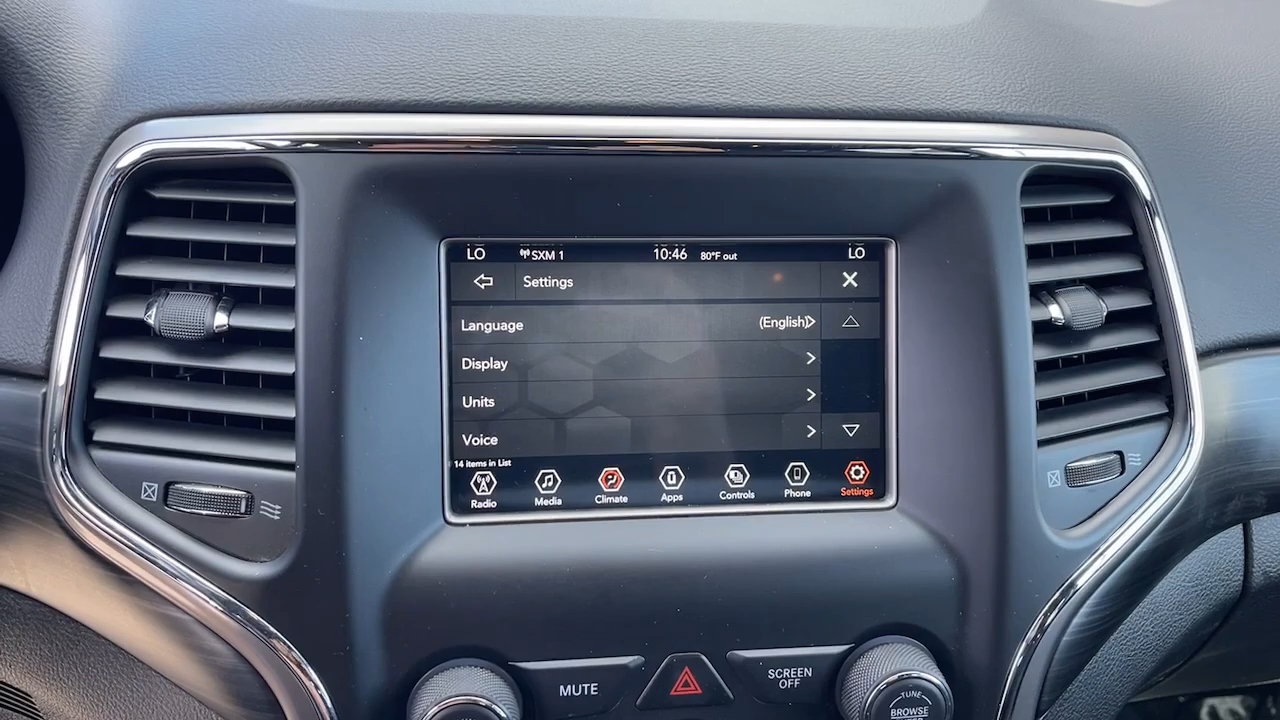 LO SXM 1 10:46 80°F out LO
Settings X
Language (English)
Display
Units
Voice
14 items in List
Radio Media Climate Apps Controls Phone Settings
MUTE
SCREEN
OFF
TUNE
BROWSE